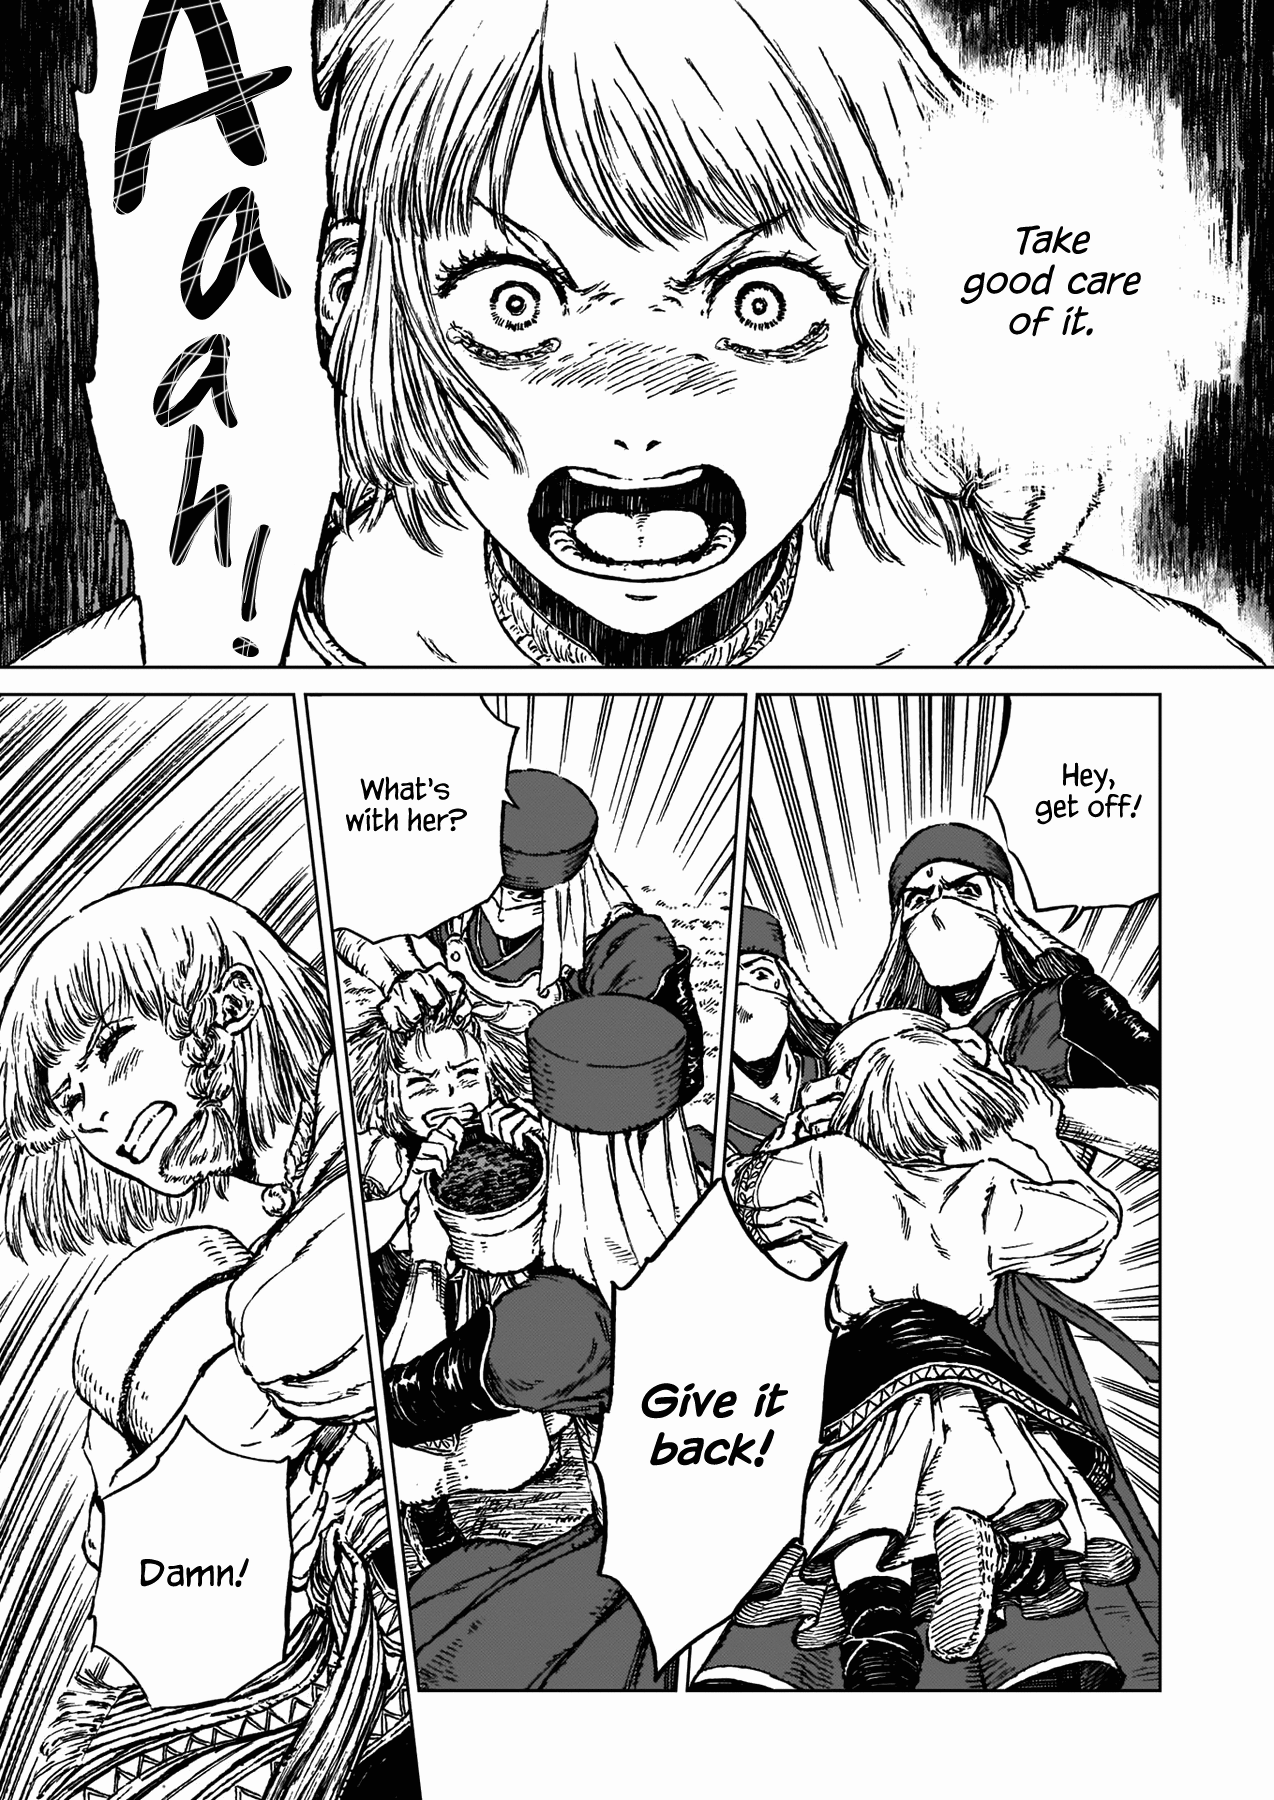 Take
good care
of it.
Aaah!
Hey,
get off!
Give it
back!
What's
with her?
Damn!